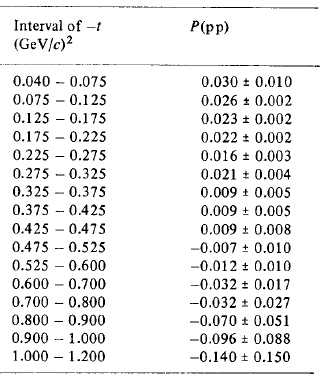 Interval of −t P(pp)
(GeV/c)²
0.040 − 0.075 0.030 ± 0.010
0.075 − 0.125 0.026 ± 0.002
0.125 − 0.175 0.023 ± 0.002
0.175 − 0.225 0.022 ± 0.002
0.225 − 0.275 0.016 ± 0.003
0.275 − 0.325 0.021 ± 0.004
0.325 − 0.375 0.009 ± 0.005
0.375 − 0.425 0.009 ± 0.005
0.425 − 0.475 0.009 ± 0.008
0.475 − 0.525 −0.007 ± 0.010
0.525 − 0.600 −0.012 ± 0.010
0.600 − 0.700 −0.032 ± 0.017
0.700 − 0.800 −0.032 ± 0.027
0.800 − 0.900 −0.070 ± 0.051
0.900 − 1.000 −0.096 ± 0.088
1.000 − 1.200 −0.140 ± 0.150